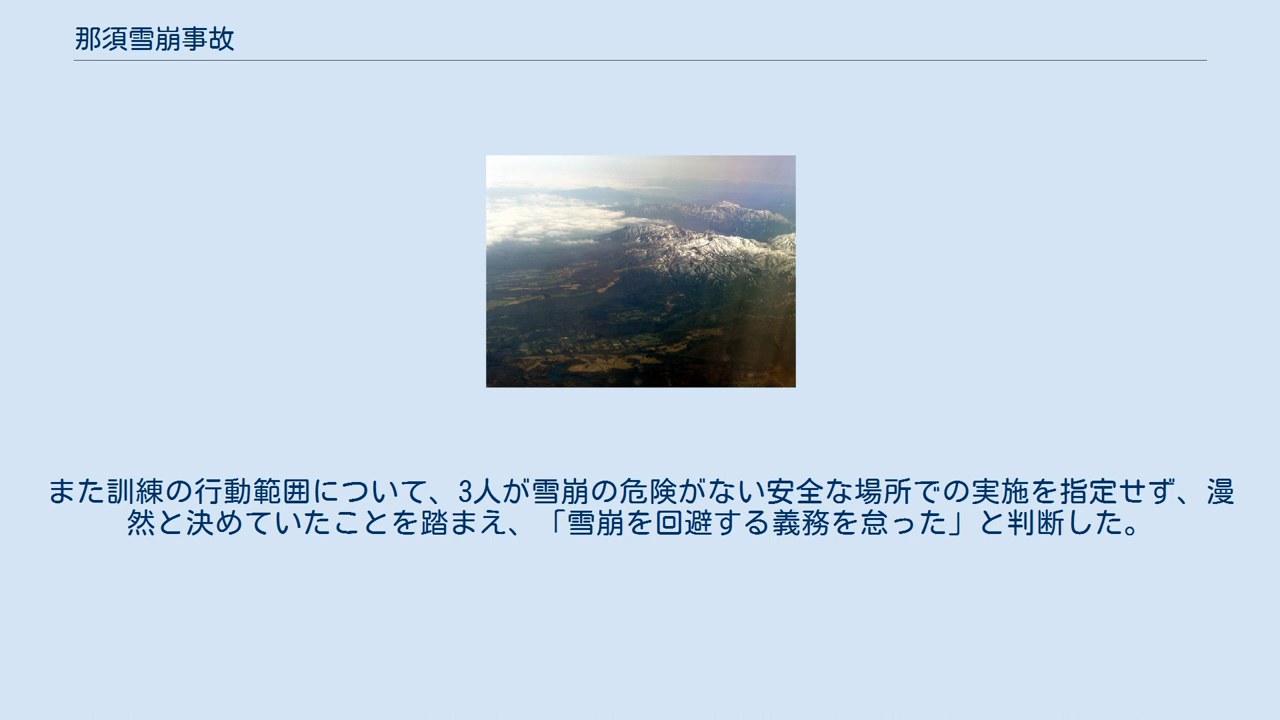 那須雪崩事故
また訓練の行動範囲について、3人が雪崩の危険がない安全な場所での実施を指定せず、漫
然と決めていたことを踏まえ、「雪崩を回避する義務を怠った」と判断した。